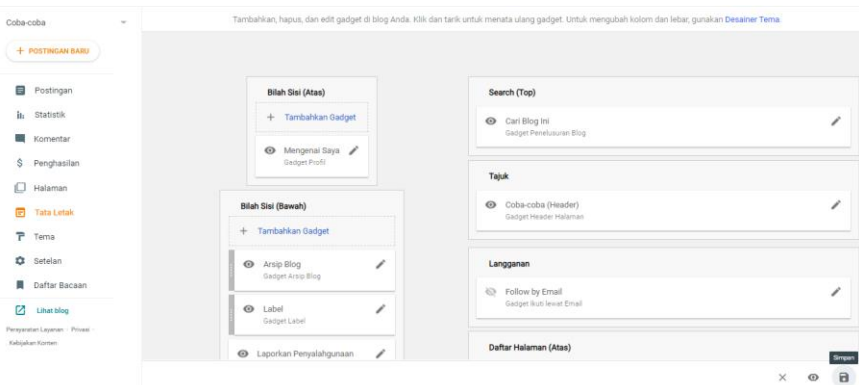 Coba-coba
Tambahkan, hapus, dan edit gadget di blog Anda. Klik dan tarik untuk menata ulang gadget. Untuk mengubah kolom dan lebar, gunakan Desainer Tema.
+ POSTINGAN BARU
Postingan
Statistik
Komentar
Penghasilan
Halaman
Tata Letak
Tema
Setelan
Daftar Bacaan
Lihat blog
Persyaratan Layanan · Privasi ·
Kebijakan Konten
Bilah Sisi (Atas)
+ Tambahkan Gadget
Mengenai Saya
Gadget Profil
Bilah Sisi (Bawah)
+ Tambahkan Gadget
Arsip Blog
Gadget Arsip Blog
Label
Gadget Label
Laporkan Penyalahgunaan
Search (Top)
Cari Blog Ini
Gadget Penelusuran Blog
Tajuk
Coba-coba (Header)
Gadget Header Halaman
Langganan
Follow by Email
Gadget Ikuti lewat Email
Daftar Halaman (Atas)
Simpan